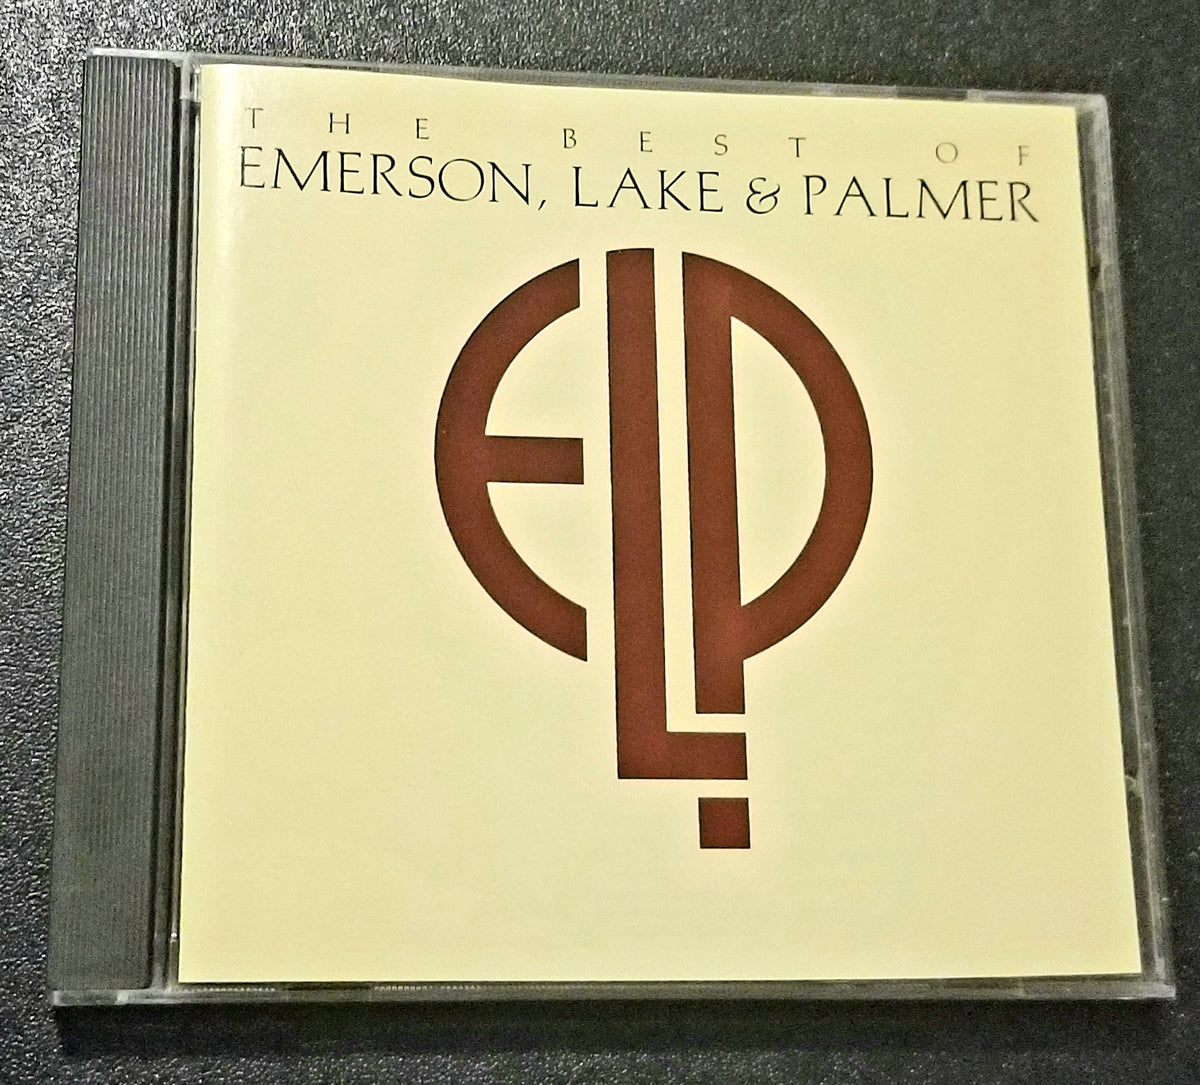 THE BEST OF
EMERSON, LAKE & PALMER
ELP